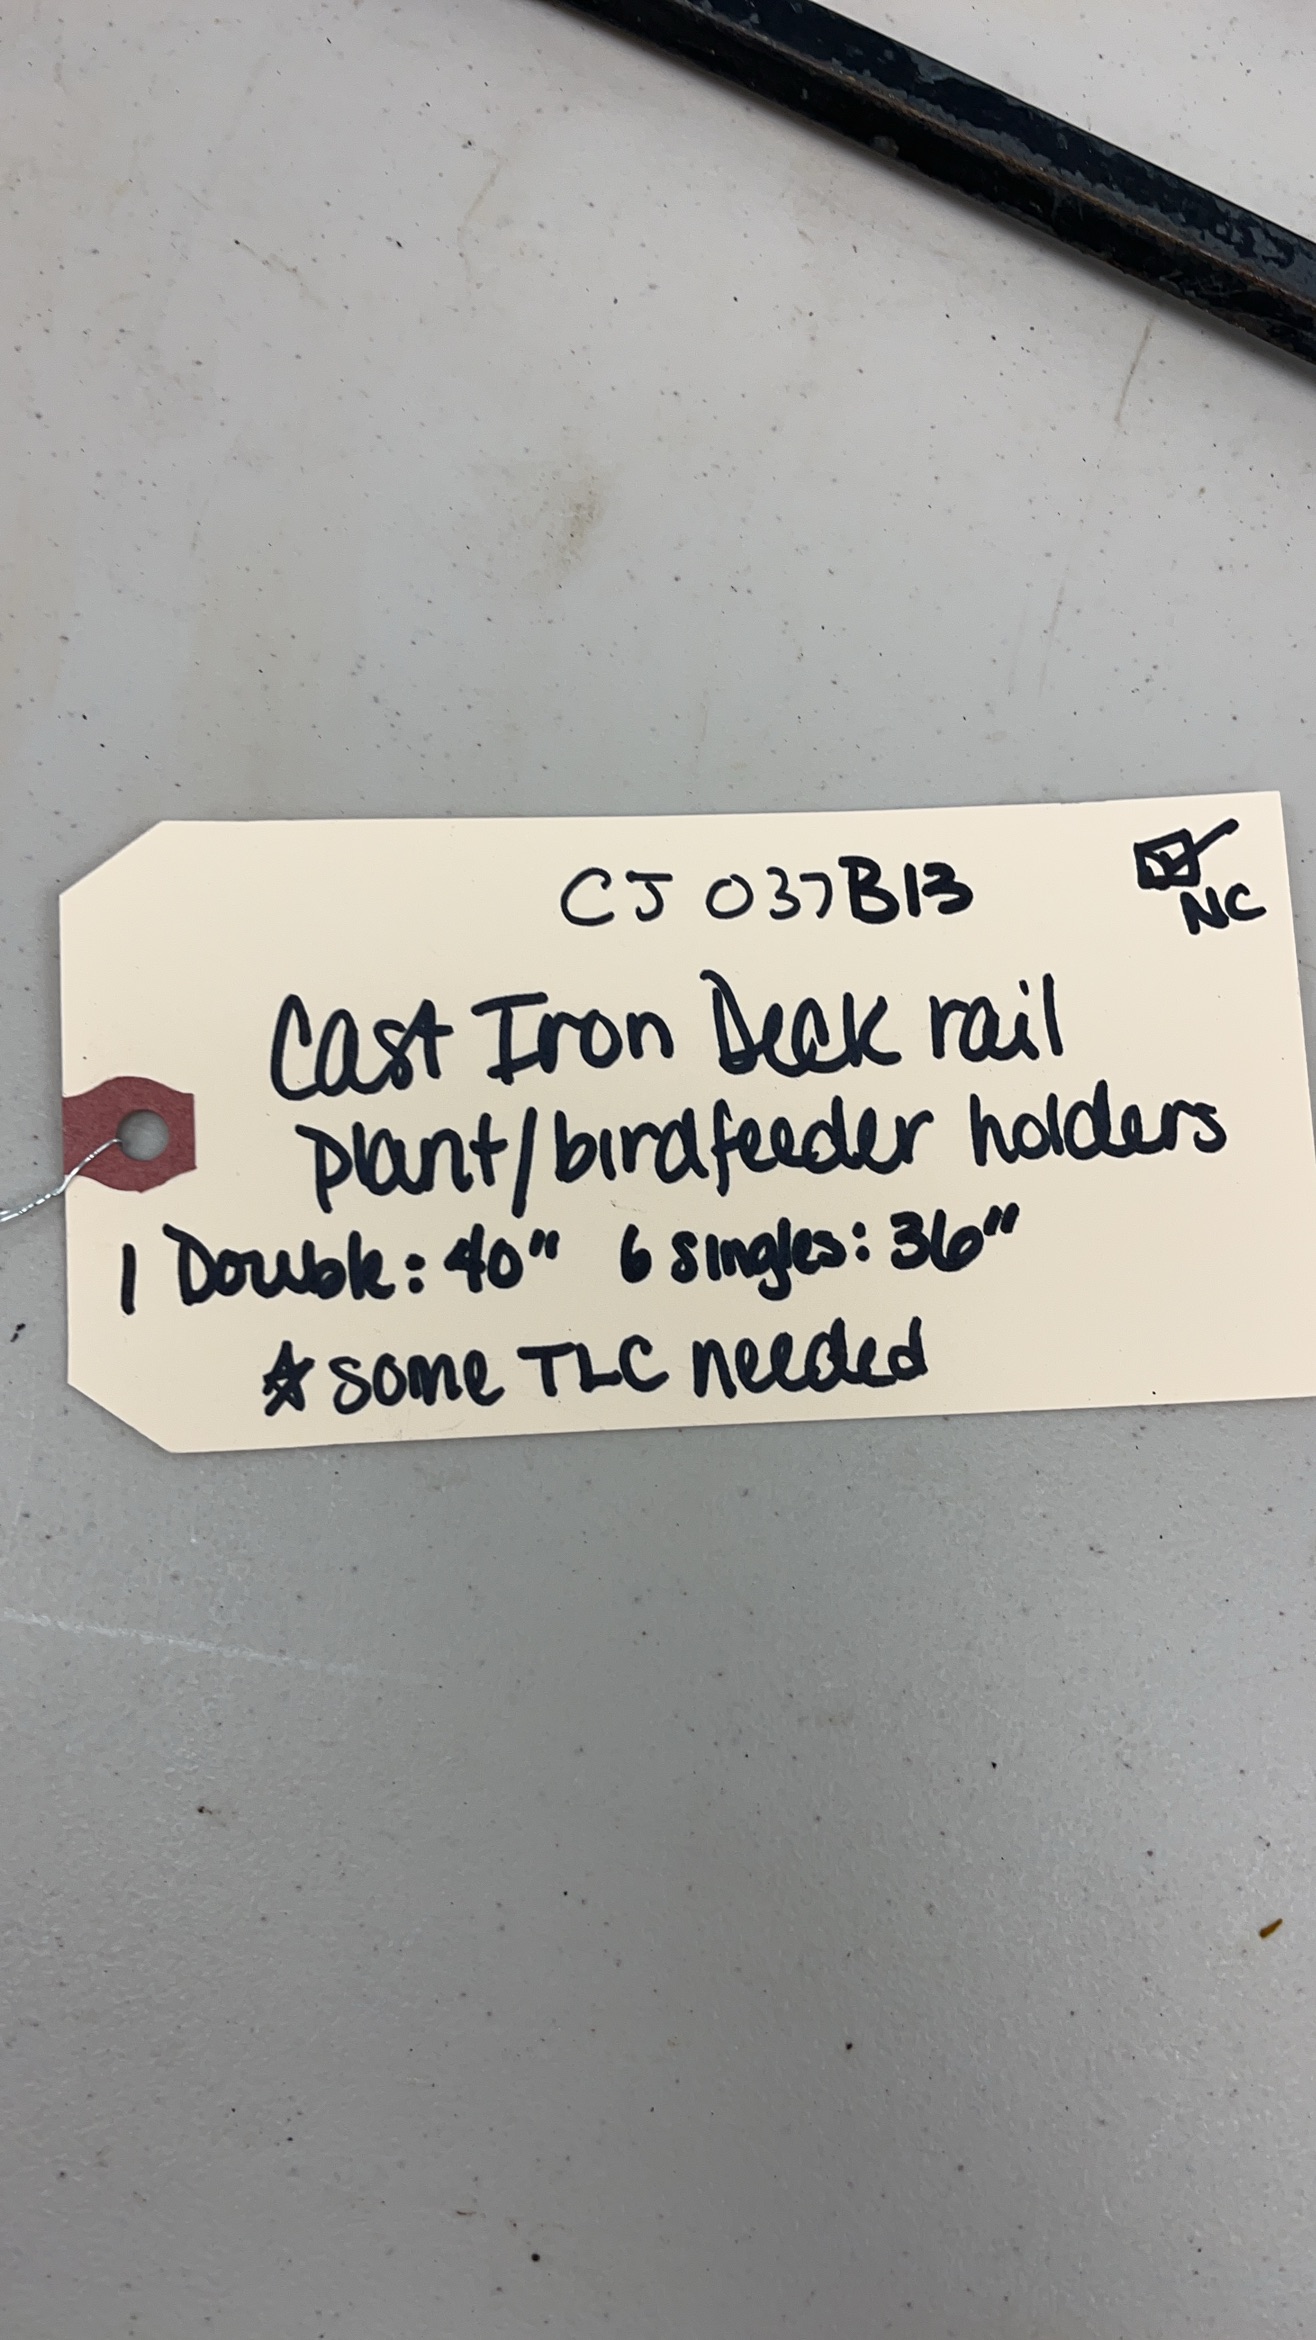 CJ 037B13
NC
Cast Iron Deck rail
plant/birdfeeder holders
1 Double: 40" 6 singles: 36"
☆ some TLC needed